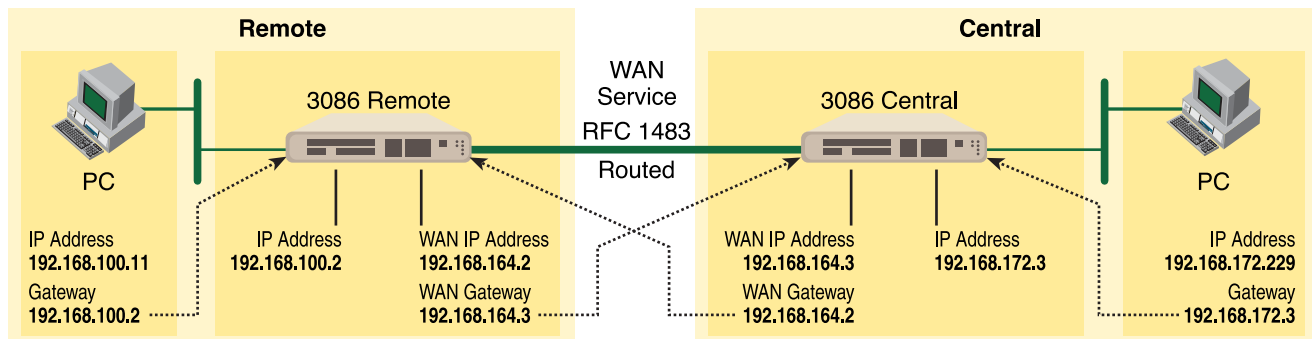 Remote
Central
3086 Remote
WAN
Service
RFC 1483
Routed
3086 Central
PC
PC
IP Address
192.168.100.11
Gateway
192.168.100.2
IP Address
192.168.100.2
WAN IP Address
192.168.164.2
WAN Gateway
192.168.164.3
WAN IP Address
192.168.164.3
WAN Gateway
192.168.164.2
IP Address
192.168.172.3
IP Address
192.168.172.229
Gateway
192.168.172.3